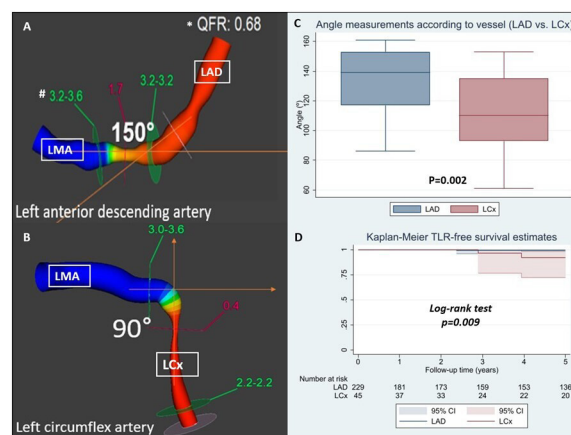 A
* QFR: 0.68
LAD
# 3.2-3.6
1.7
3.2-3.2
150°
LMA
Left anterior descending artery
B
3.0-3.6
LMA
90°
0.4
LCx
2.2-2.2
Left circumflex artery
C
Angle measurements according to vessel (LAD vs. LCx)
Angle (º)
160
140
120
100
80
60
P=0.002
LAD
LCx
D
Kaplan-Meier TLR-free survival estimates
1
.75
.5
.25
0
Log-rank test
p=0.009
0 1 2 3 4 5
Follow-up time (years)
Number at risk
LAD 229 181 173 159 153 136
LCx 45 37 33 24 22 20
95% CI 95% CI
LAD LCx